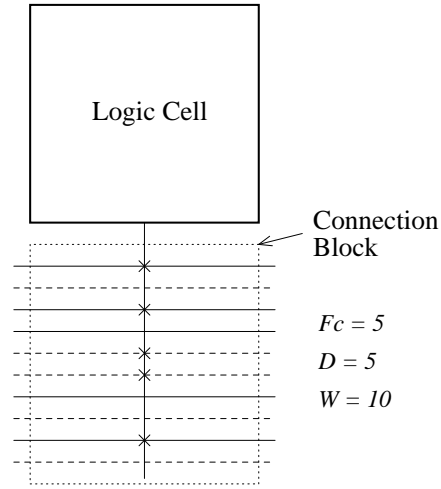 Logic Cell
Connection
Block
Fc = 5
D = 5
W = 10